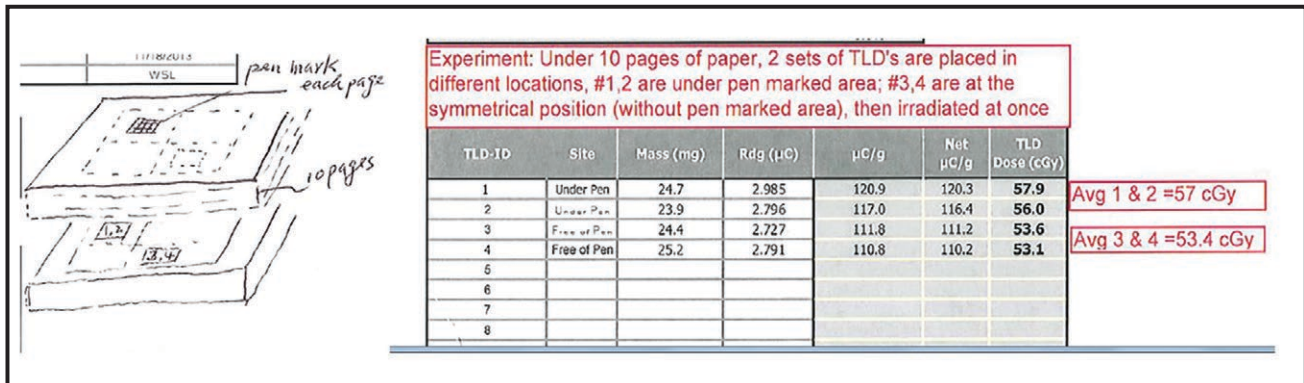 11/18/2013
WSL
pen mark
each page
10 pages
1,2
3,4
Experiment: Under 10 pages of paper, 2 sets of TLD's are placed in
different locations, #1,2 are under pen marked area; #3,4 are at the
symmetrical position (without pen marked area), then irradiated at once
TLD-ID Site Mass (mg) Rdg (µC) µC/g Net µC/g TLD Dose (cGy)
1 Under Pen 24.7 2.985 120.9 120.3 57.9
2 Under Pen 23.9 2.796 117.0 116.4 56.0
3 Free of Pen 24.4 2.727 111.8 111.2 53.6
4 Free of Pen 25.2 2.791 110.8 110.2 53.1
5
6
7
8
Avg 1 & 2 =57 cGy
Avg 3 & 4 =53.4 cGy